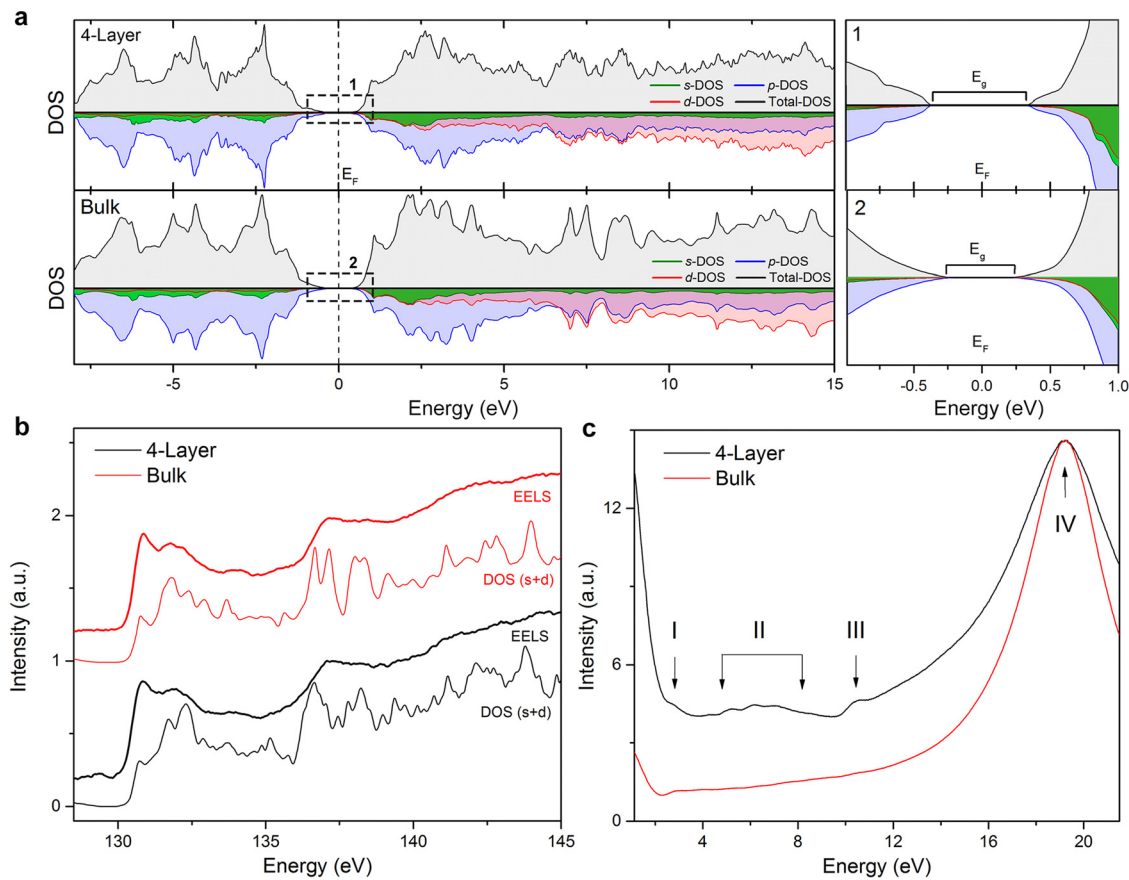 a
4-Layer
1
s-DOS
p-DOS
d-DOS
Total-DOS
DOS
E_F
Bulk
2
s-DOS
p-DOS
d-DOS
Total-DOS
DOS
-5
0
5
10
15
Energy (eV)
1
E_g
E_F
2
E_g
E_F
-0.5
0.0
0.5
1.0
Energy (eV)
b
4-Layer
Bulk
EELS
DOS (s+d)
EELS
DOS (s+d)
2
1
0
Intensity (a.u.)
130
135
140
145
Energy (eV)
c
4-Layer
Bulk
I
II
III
IV
12
6
0
Intensity (a.u.)
4
8
12
16
20
Energy (eV)